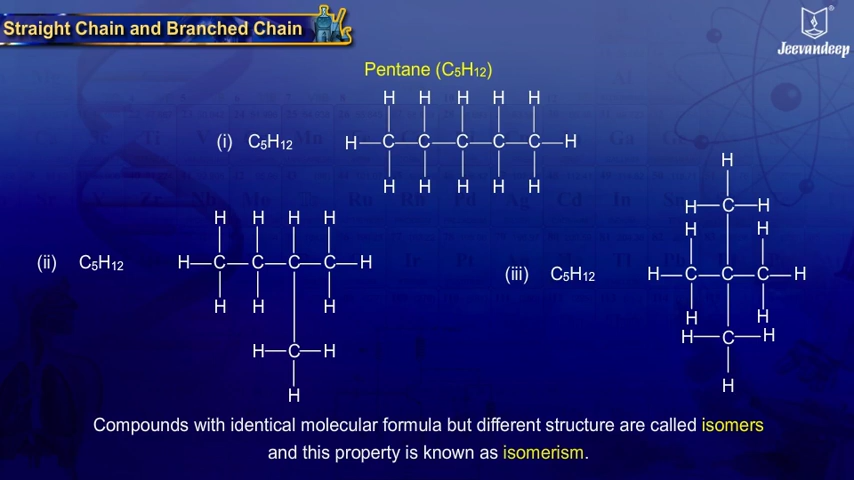 Straight Chain and Branched Chain
Jeevandeep
Pentane (C₅H₁₂)
H H H H H
(i) C₅H₁₂ H—C—C—C—C—C—H
H H H H H
H H H H
(ii) C₅H₁₂ H—C—C—C—C—H
H H H
H—C—H
H
H
H—C—H
H H
(iii) C₅H₁₂ H—C—C—C—H
H H
H—C—H
H
Compounds with identical molecular formula but different structure are called isomers
and this property is known as isomerism.